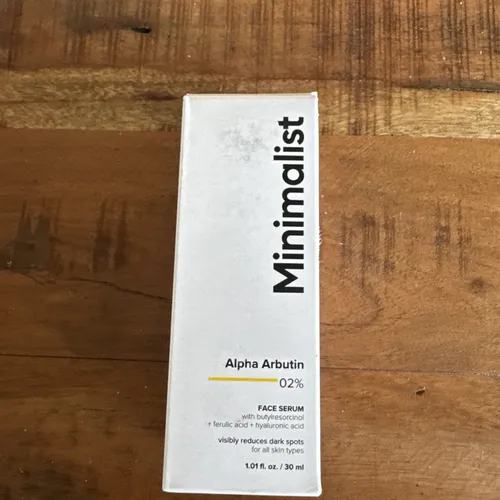 Minimalist
Alpha Arbutin
02%
FACE SERUM
with butylresorcinol
+ ferulic acid + hyaluronic acid
visibly reduces dark spots
for all skin types
1.01 fl. oz. / 30 ml